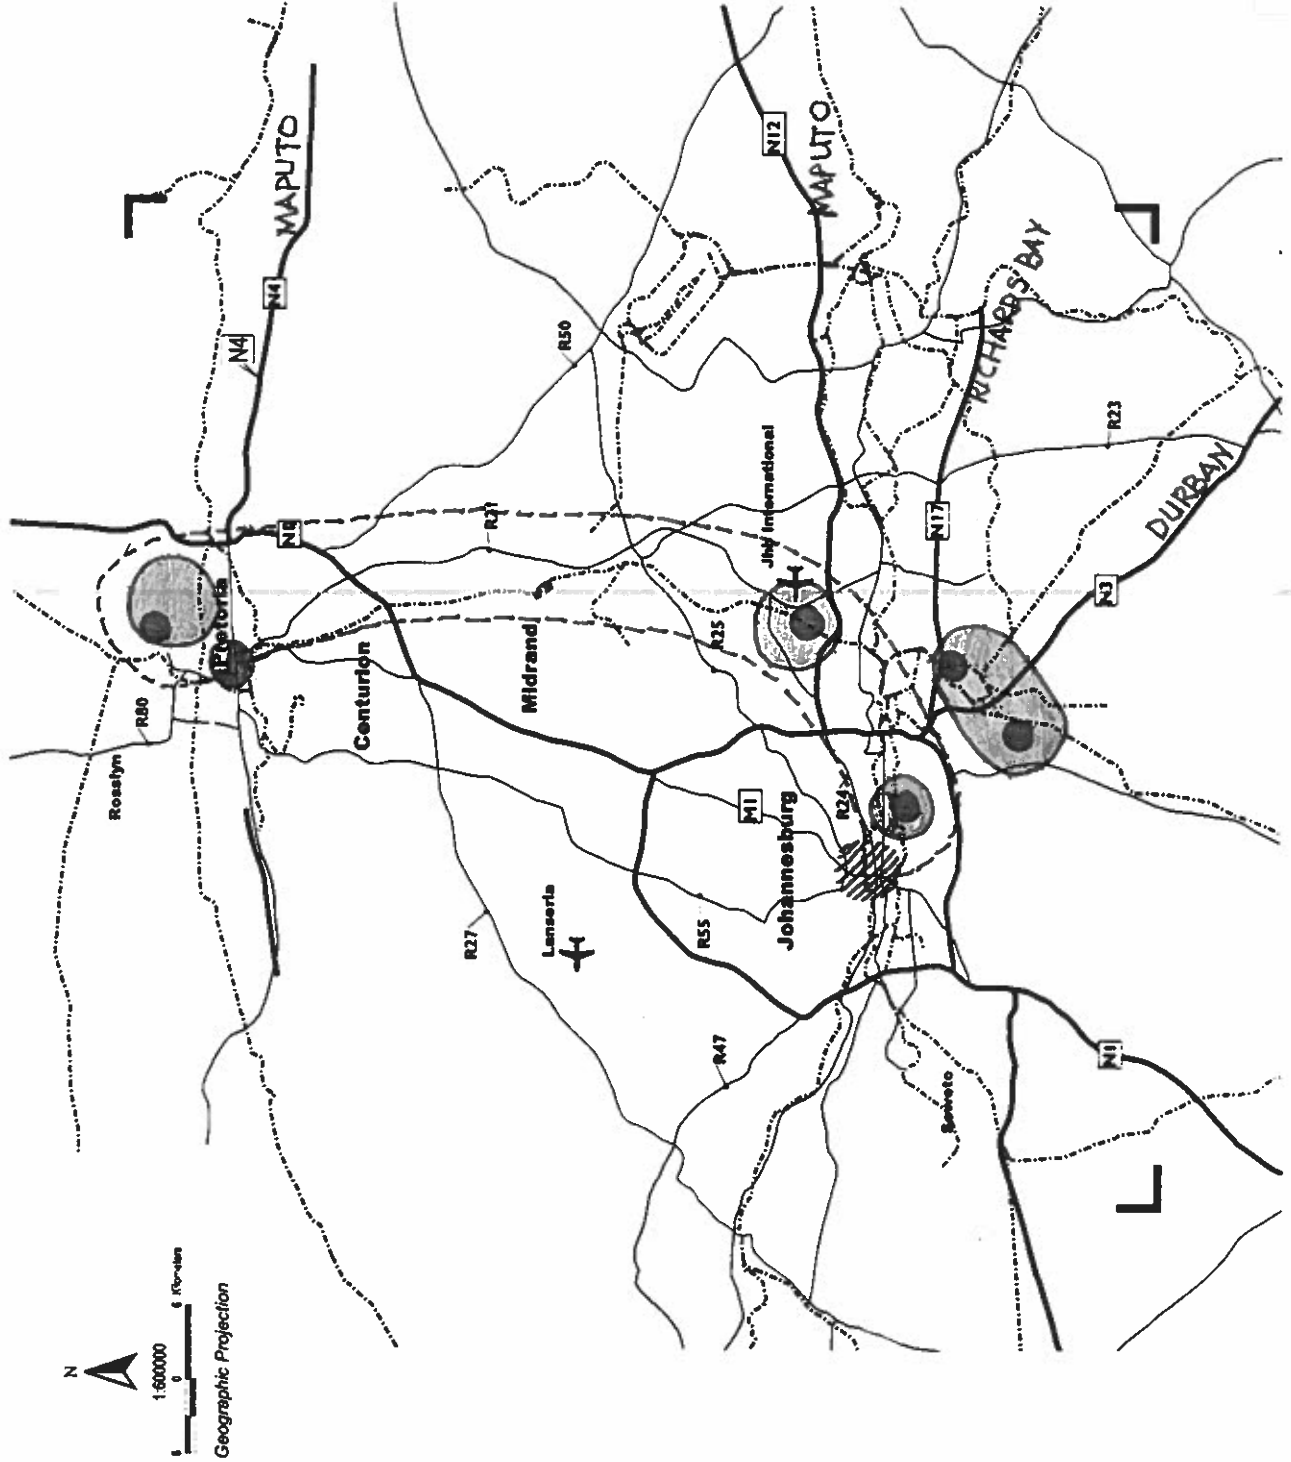 N
1:600000
6 0 6 Kilometers
Geographic Projection
MAPUTO
N4
N4
N12
MAPUTO
RICHARDS BAY
R50
R23
DURBAN
Jhb International
R21
N17
N3
Pretoria
R25
Centurion
Midrand
R80
Rosslyn
M1
R24
Johannesburg
R55
Lanseria
R27
R47
Soweto
N1